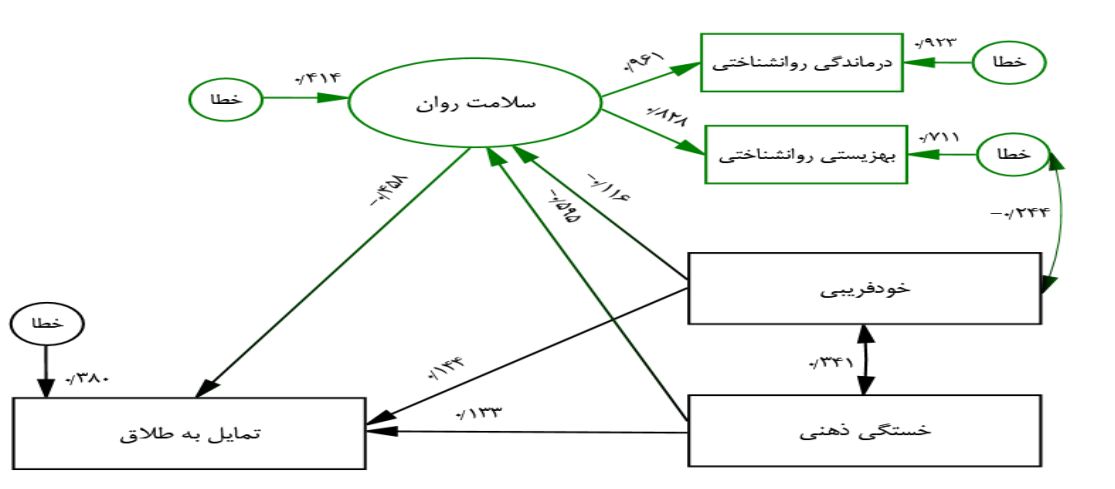 ۰/۹۲۳
خطا
درماندگی روانشناختی
۰/۹۶۱
خطا
۰/۴۱۴
سلامت روان
۰/۸۲۸
۰/۷۱۱
خطا
بهزیستی روانشناختی
-۰/۴۵۸
-۰/۱۱۶
-۰/۵۹۵
-۰/۲۴۴
خودفریبی
خطا
۰/۳۸۰
۰/۱۴۴
۰/۳۴۱
۰/۱۳۳
خستگی ذهنی
تمایل به طلاق